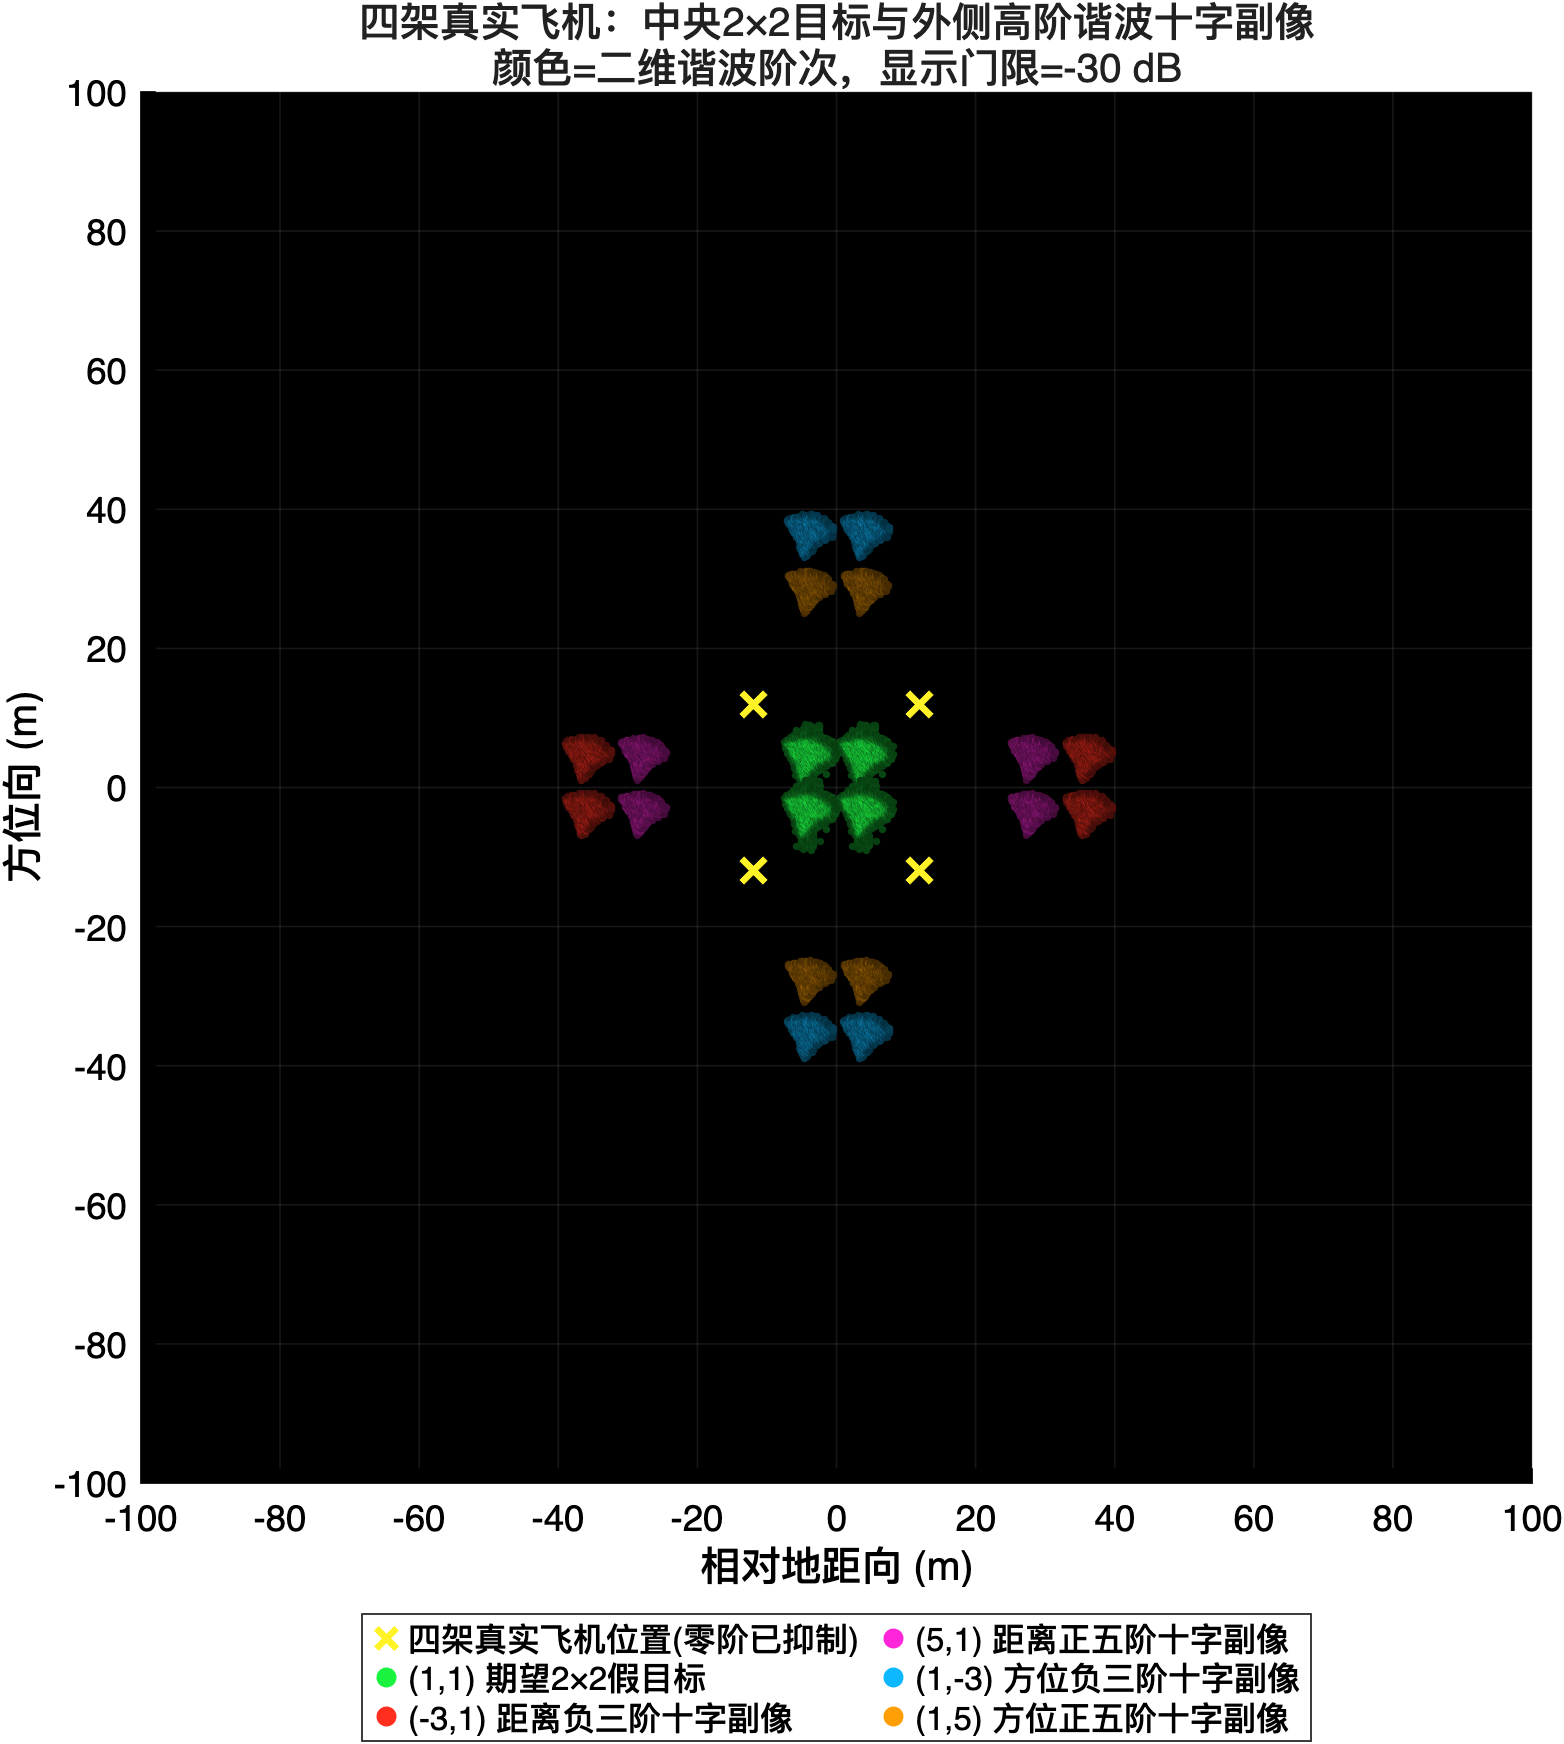 四架真实飞机：中央2×2目标与外侧高阶谐波十字副像
颜色=二维谐波阶次，显示门限=-30 dB
100
80
60
40
20
0
-20
-40
-60
-80
-100
方位向 (m)
-100 -80 -60 -40 -20 0 20 40 60 80 100
相对地距向 (m)
四架真实飞机位置(零阶已抑制)
(1,1) 期望2×2假目标
(-3,1) 距离负三阶十字副像
(5,1) 距离正五阶十字副像
(1,-3) 方位负三阶十字副像
(1,5) 方位正五阶十字副像